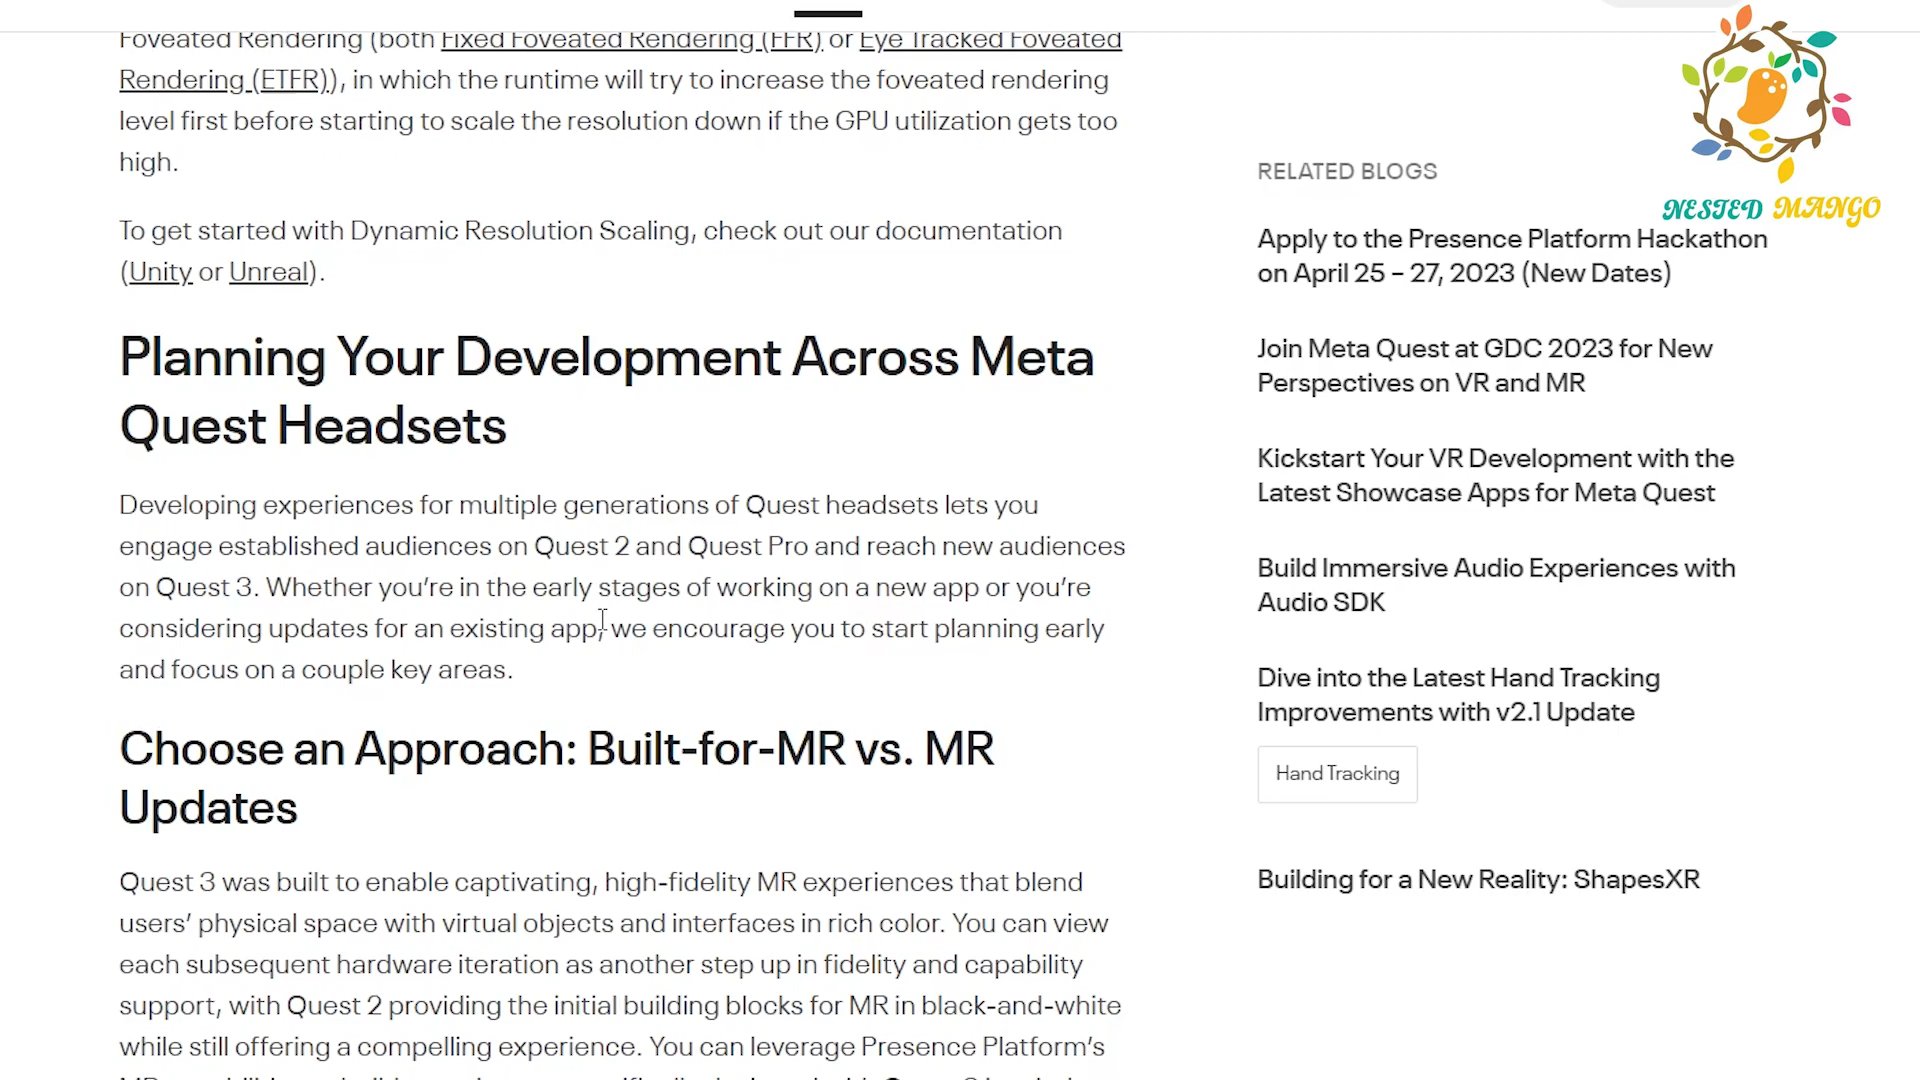 Foveated Rendering (both Fixed Foveated Rendering (FFR) or Eye Tracked Foveated
Rendering (ETFR)), in which the runtime will try to increase the foveated rendering
level first before starting to scale the resolution down if the GPU utilization gets too
high.
To get started with Dynamic Resolution Scaling, check out our documentation
(Unity or Unreal).
Planning Your Development Across Meta
Quest Headsets
Developing experiences for multiple generations of Quest headsets lets you
engage established audiences on Quest 2 and Quest Pro and reach new audiences
on Quest 3. Whether you're in the early stages of working on a new app or you're
considering updates for an existing app, we encourage you to start planning early
and focus on a couple key areas.
Choose an Approach: Built-for-MR vs. MR
Updates
Quest 3 was built to enable captivating, high-fidelity MR experiences that blend
users' physical space with virtual objects and interfaces in rich color. You can view
each subsequent hardware iteration as another step up in fidelity and capability
support, with Quest 2 providing the initial building blocks for MR in black-and-white
while still offering a compelling experience. You can leverage Presence Platform's
NESTED MANGO
RELATED BLOGS
Apply to the Presence Platform Hackathon
on April 25 – 27, 2023 (New Dates)
Join Meta Quest at GDC 2023 for New
Perspectives on VR and MR
Kickstart Your VR Development with the
Latest Showcase Apps for Meta Quest
Build Immersive Audio Experiences with
Audio SDK
Dive into the Latest Hand Tracking
Improvements with v2.1 Update
Hand Tracking
Building for a New Reality: ShapesXR